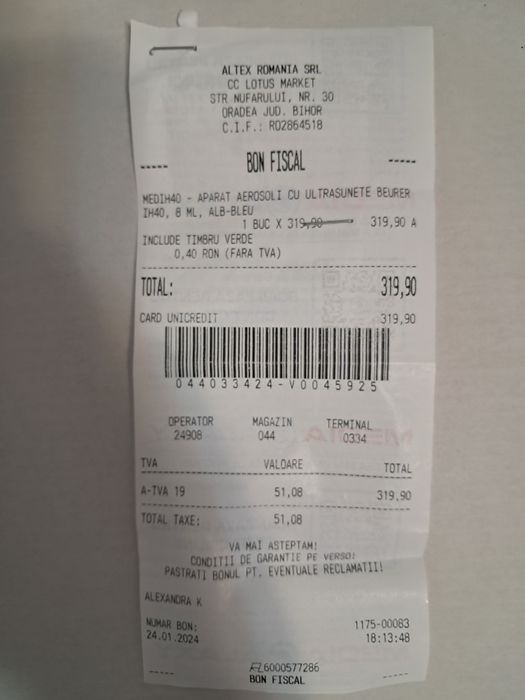 ALTEX ROMANIA SRL
CC LOTUS MARKET
STR NUFARULUI, NR. 30
ORADEA JUD. BIHOR
C.I.F.: RO2864518
----- BON FISCAL -----
MEDIH40 - APARAT AEROSOLI CU ULTRASUNETE BEURER
IH40, 8 ML, ALB-BLEU
1 BUC X 319,90 319,90 A
INCLUDE TIMBRU VERDE
0,40 RON (FARA TVA)
TOTAL: 319,90
CARD UNICREDIT 319,90
044033424-V0045925
OPERATOR MAGAZIN TERMINAL
24908 044 0334
TVA VALOARE TOTAL
A-TVA 19 51,08 319,90
TOTAL TAXE: 51,08
VA MAI ASTEPTAM!
CONDITII DE GARANTIE PE VERSO!
PASTRATI BONUL PT. EVENTUALE RECLAMATII!
ALEXANDRA K
NUMAR BON: 1175-00083
24.01.2024 18:13:48
6000577286
----- BON FISCAL -----